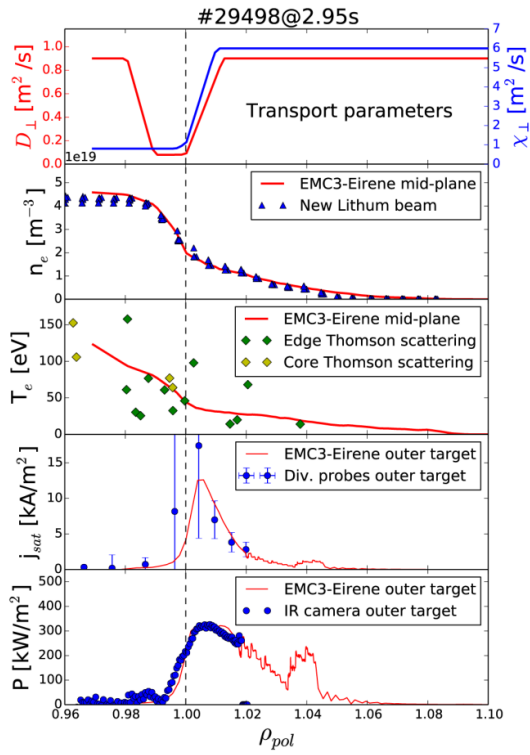 #29498@2.95s
D⊥ [m² /s]
1.0
0.8
0.6
0.4
0.2
0.0
Transport parameters
7
6
5
4
3
2
1
0
χ⊥ [m² /s]
1e19
n_e [m⁻³]
5
4
3
2
1
0
EMC3-Eirene mid-plane
New Lithum beam
T_e [eV]
150
100
50
0
EMC3-Eirene mid-plane
Edge Thomson scattering
Core Thomson scattering
j_sat [kA/m²]
15
10
5
0
EMC3-Eirene outer target
Div. probes outer target
P [kW/m²]
500
400
300
200
100
0
EMC3-Eirene outer target
IR camera outer target
0.96 0.98 1.00 1.02 1.04 1.06 1.08 1.10
ρ_pol